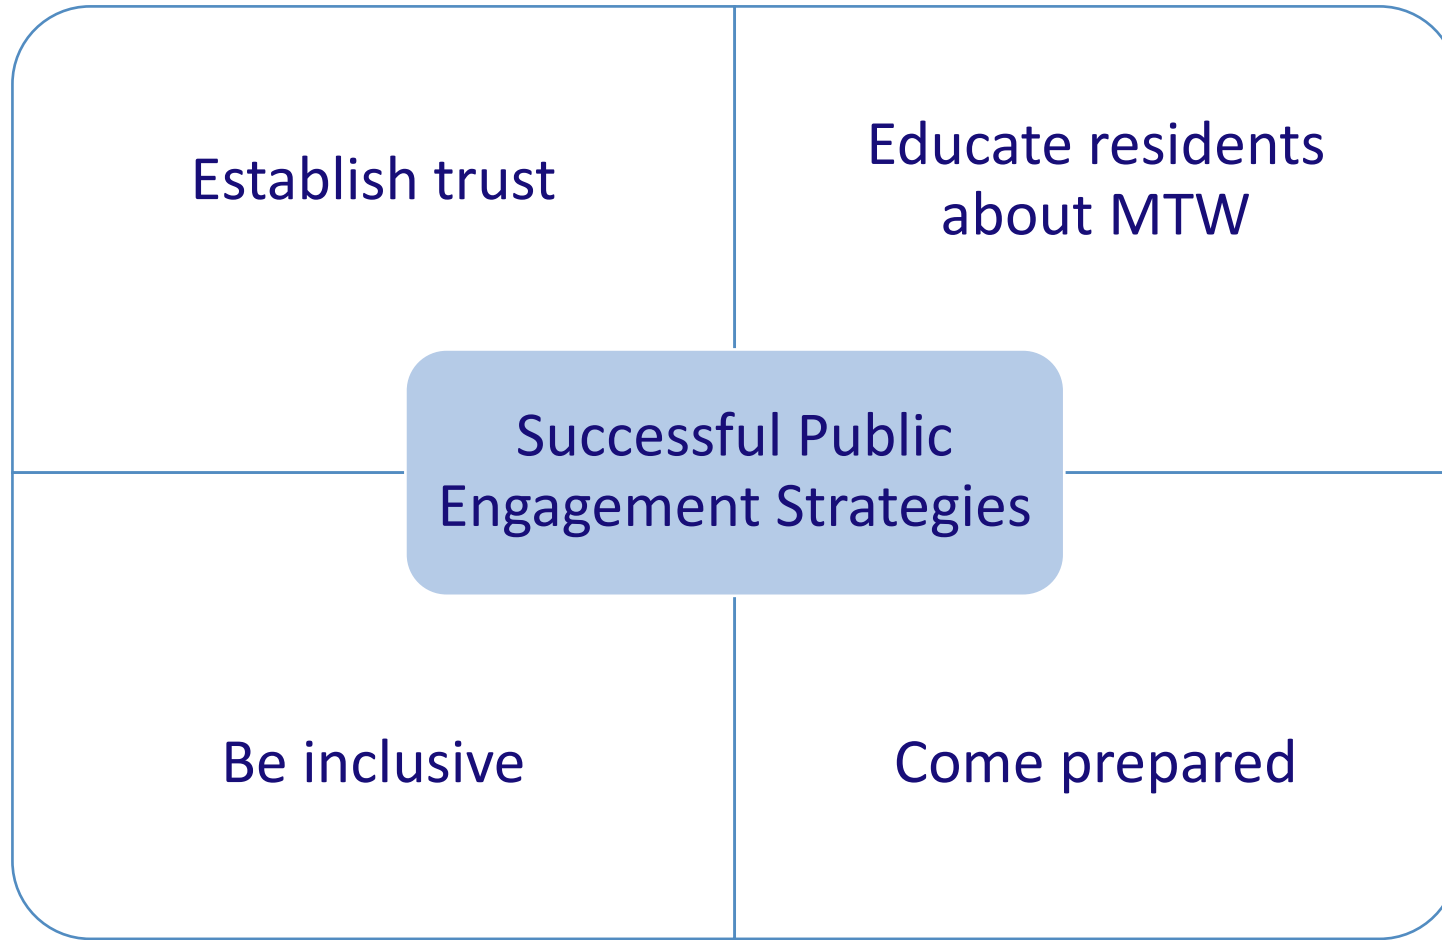 Establish trust
Educate residents
about MTW
Successful Public
Engagement Strategies
Be inclusive
Come prepared